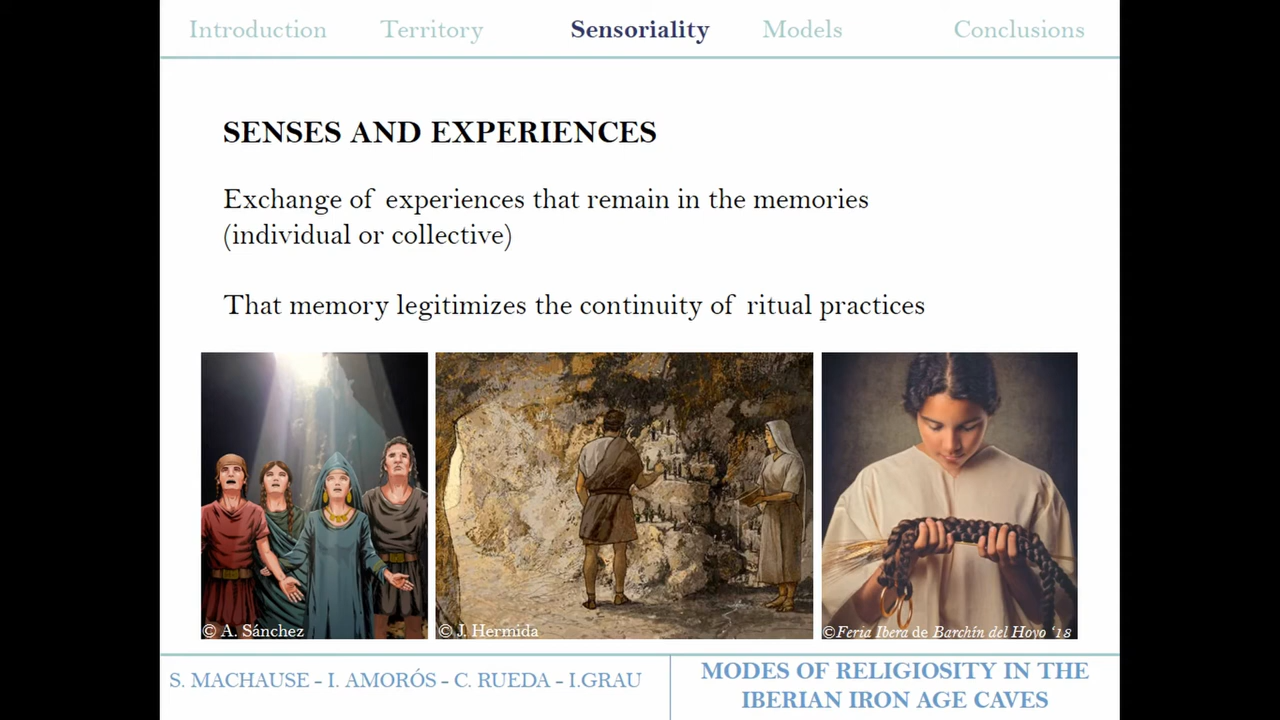 Introduction Territory Sensoriality Models Conclusions
SENSES AND EXPERIENCES
Exchange of experiences that remain in the memories
(individual or collective)
That memory legitimizes the continuity of ritual practices
© A. Sánchez
© J. Hermida
©Feria Ibera de Barchín del Hoyo ‘18
S. MACHAUSE - I. AMORÓS - C. RUEDA - I.GRAU
MODES OF RELIGIOSITY IN THE
IBERIAN IRON AGE CAVES